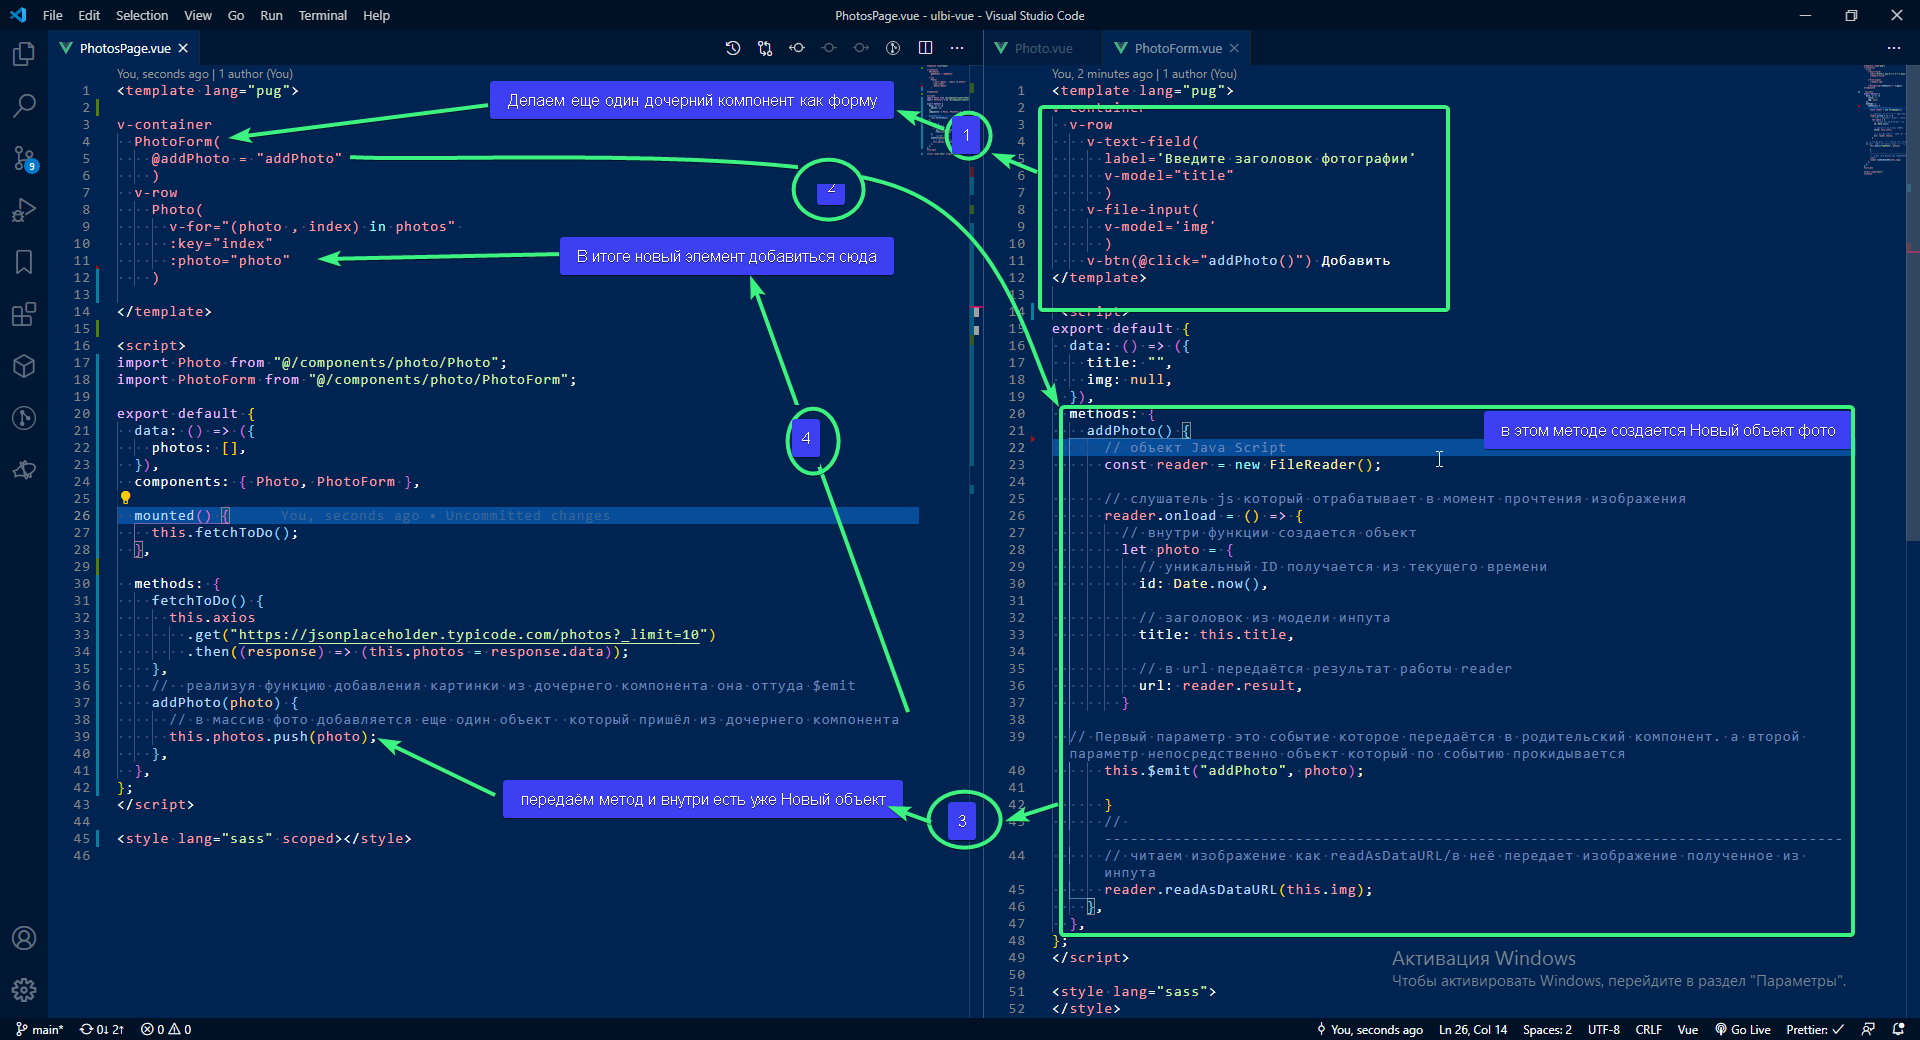 File Edit Selection View Go Run Terminal Help
PhotosPage.vue - ulbi-vue - Visual Studio Code
PhotosPage.vue
You, seconds ago | 1 author (You)
1 <template lang="pug">
2
3 v-container
4 PhotoForm(
5 @addPhoto = "addPhoto"
6 )
7 v-row
8 Photo(
9 v-for="(photo , index) in photos"
10 :key="index"
11 :photo="photo"
12 )
13
14 </template>
15
16 <script>
17 import Photo from "@/components/photo/Photo";
18 import PhotoForm from "@/components/photo/PhotoForm";
19
20 export default {
21 data: () => ({
22 photos: [],
23 }),
24 components: { Photo, PhotoForm },
25
26 mounted() { You, seconds ago • Uncommitted changes
27 this.fetchToDo();
28 },
29
30 methods: {
31 fetchToDo() {
32 this.axios
33 .get("https://jsonplaceholder.typicode.com/photos?_limit=10")
34 .then((response) => (this.photos = response.data));
35 },
36 // реализуя функцию добавления картинки из дочернего компонента она оттуда $emit
37 addPhoto(photo) {
38 // в массив фото добавляется еще один объект который пришёл из дочернего компонента
39 this.photos.push(photo);
40 },
41 },
42 };
43 </script>
44
45 <style lang="sass" scoped></style>
46
Делаем еще один дочерний компонент как форму
1
2
В итоге новый элемент добавиться сюда
4
передаём метод и внутри есть уже Новый объект
3
Photo.vue
PhotoForm.vue
You, 2 minutes ago | 1 author (You)
1 <template lang="pug">
2 v-container
3 v-row
4 v-text-field(
5 label='Введите заголовок фотографии'
6 v-model="title"
7 )
8 v-file-input(
9 v-model='img'
10 )
11 v-btn(@click="addPhoto()") Добавить
12 </template>
13
14 <script>
15 export default {
16 data: () => ({
17 title: "",
18 img: null,
19 }),
20 methods: {
21 addPhoto() {
в этом методе создается Новый объект фото
22 // объект Java Script
23 const reader = new FileReader();
24
25 // слушатель js который отрабатывает в момент прочтения изображения
26 reader.onload = () => {
27 // внутри функции создается объект
28 let photo = {
29 // уникальный ID получается из текущего времени
30 id: Date.now(),
31
32 // заголовок из модели инпута
33 title: this.title,
34
35 // в url передаётся результат работы reader
36 url: reader.result,
37 }
38
39 // Первый параметр это событие которое передаётся в родительский компонент. а второй
параметр непосредственно объект который по событию прокидывается
40 this.$emit("addPhoto", photo);
41
42 }
43 //
44 // читаем изображение как readAsDataURL/в неё передает изображение полученное из
инпута
45 reader.readAsDataURL(this.img);
46 },
47 },
48 };
49 </script>
50
51 <style lang="sass">
52 </style>
Активация Windows
Чтобы активировать Windows, перейдите в раздел "Параметры".
9
main* 0↓ 2↑ 0 0
You, seconds ago Ln 26, Col 14 Spaces: 2 UTF-8 CRLF Vue Go Live Prettier: ✓